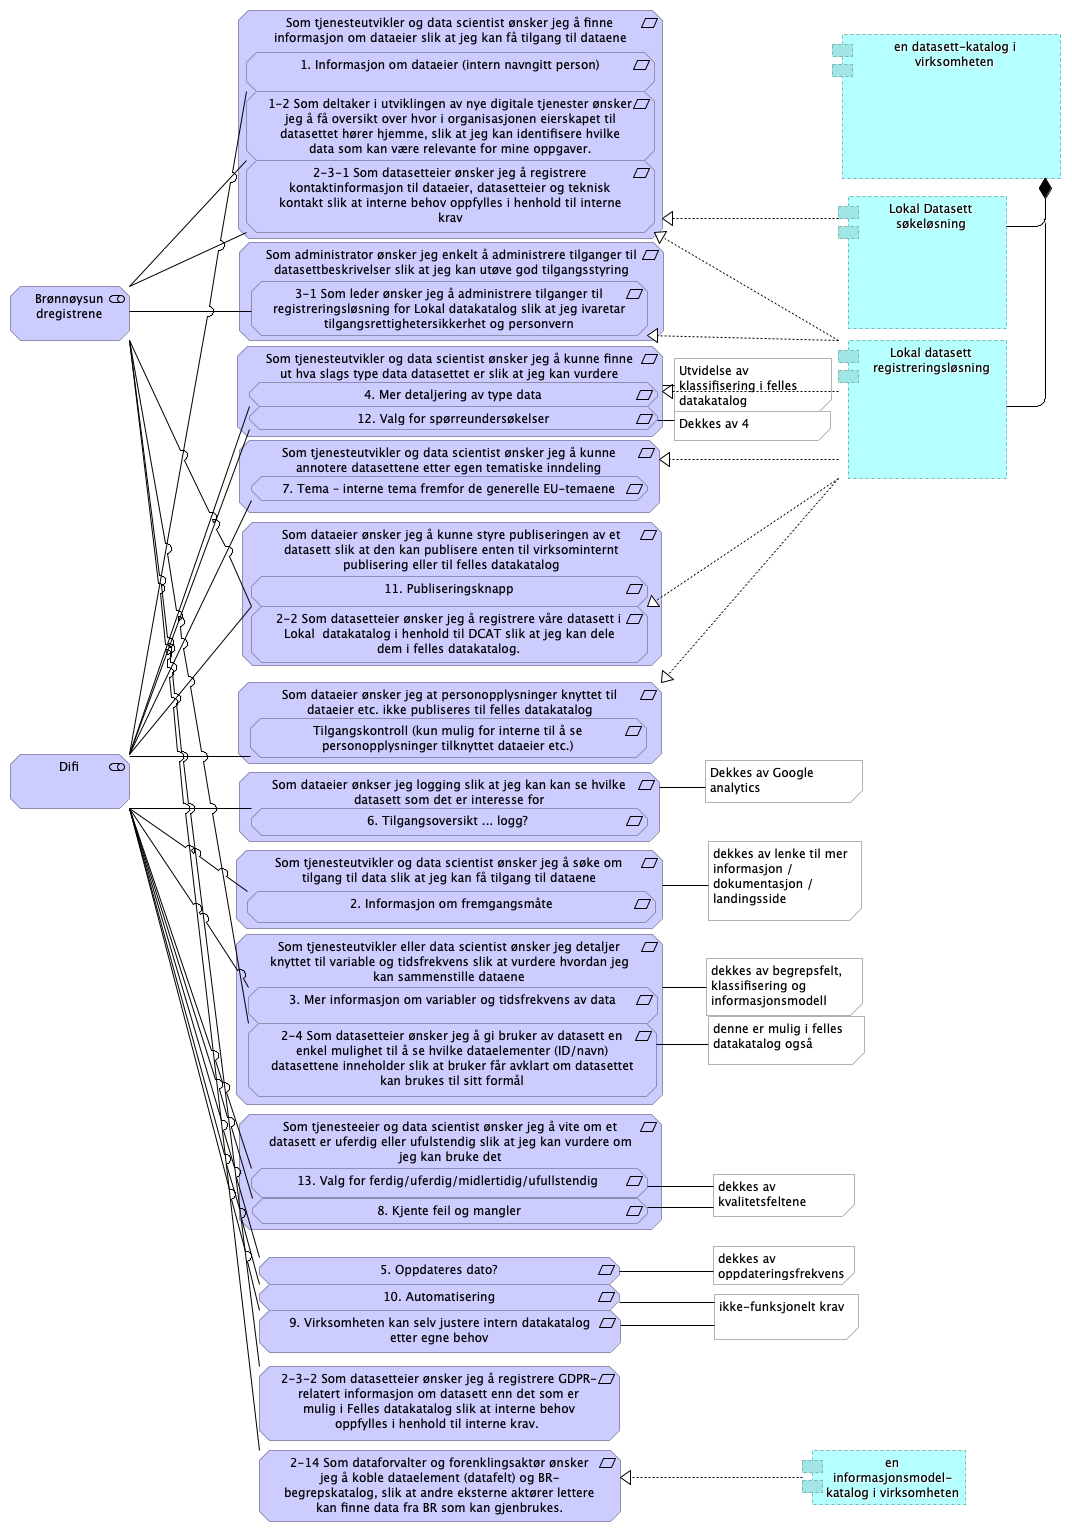 Som tjenesteutvikler og data scientist ønsker jeg å finne
informasjon om dataeier slik at jeg kan få tilgang til dataene
1. Informasjon om dataeier (intern navngitt person)
1-2 Som deltaker i utviklingen av nye digitale tjenester ønsker
jeg å få oversikt over hvor i organisasjonen eierskapet til
datasettet hører hjemme, slik at jeg kan identifisere hvilke
data som kan være relevante for mine oppgaver.
2-3-1 Som datasetteier ønsker jeg å registrere
kontaktinformasjon til dataeier, datasetteier og teknisk
kontakt slik at interne behov oppfylles i henhold til interne
krav
en datasett-katalog i
virksomheten
Lokal Datasett
søkeløsning
Som administrator ønsker jeg enkelt å administrere tilganger til
datasettbeskrivelser slik at jeg kan utøve god tilgangsstyring
3-1 Som leder ønsker jeg å administrere tilganger til
registreringsløsning for Lokal datakatalog slik at jeg ivaretar
tilgangsrettighetersikkerhet og personvern
Brønnøysun
dregistrene
Lokal datasett
registreringsløsning
Som tjenesteutvikler og data scientist ønsker jeg å kunne finne
ut hva slags type data datasettet er slik at jeg kan vurdere
4. Mer detaljering av type data
12. Valg for spørreundersøkelser
Utvidelse av
klassifisering i felles
datakatalog
Dekkes av 4
Som tjenesteutvikler og data scientist ønsker jeg å kunne
annotere datasettene etter egen tematiske inndeling
7. Tema – interne tema fremfor de generelle EU-temaene
Som dataeier ønsker jeg å kunne styre publiseringen av et
datasett slik at den kan publisere enten til virksominternt
publisering eller til felles datakatalog
11. Publiseringsknapp
2-2 Som datasetteier ønsker jeg å registrere våre datasett i
Lokal  datakatalog i henhold til DCAT slik at jeg kan dele
dem i felles datakatalog.
Som dataeier ønsker jeg at personopplysninger knyttet til
dataeier etc. ikke publiseres til felles datakatalog
Tilgangskontroll (kun mulig for interne til å se
personopplysninger tilknyttet dataeier etc.)
Difi
Som dataeier ønkser jeg logging slik at jeg kan kan se hvilke
datasett som det er interesse for
6. Tilgangsoversikt ... logg?
Dekkes av Google
analytics
Som tjenesteutvikler og data scientist ønsker jeg å søke om
tilgang til data slik at jeg kan få tilgang til dataene
2. Informasjon om fremgangsmåte
dekkes av lenke til mer
informasjon /
dokumentasjon /
landingsside
Som tjenesteutvikler eller data scientist ønsker jeg detaljer
knyttet til variable og tidsfrekvens slik at vurdere hvordan jeg
kan sammenstille dataene
3. Mer informasjon om variabler og tidsfrekvens av data
2-4 Som datasetteier ønsker jeg å gi bruker av datasett en
enkel mulighet til å se hvilke dataelementer (ID/navn)
datasettene inneholder slik at bruker får avklart om datasettet
kan brukes til sitt formål
dekkes av begrepsfelt,
klassifisering og
informasjonsmodell
denne er mulig i felles
datakatalog også
Som tjenesteeier og data scientist ønsker jeg å vite om et
datasett er uferdig eller ufulstendig slik at jeg kan vurdere om
jeg kan bruke det
13. Valg for ferdig/uferdig/midlertidig/ufullstendig
8. Kjente feil og mangler
dekkes av
kvalitetsfeltene
5. Oppdateres dato?
10. Automatisering
9. Virksomheten kan selv justere intern datakatalog
etter egne behov
dekkes av
oppdateringsfrekvens
ikke-funksjonelt krav
2-3-2 Som datasetteier ønsker jeg å registrere GDPR-
relatert informasjon om datasett enn det som er
mulig i Felles datakatalog slik at interne behov
oppfylles i henhold til interne krav.
2-14 Som dataforvalter og forenklingsaktør ønsker
jeg å koble dataelement (datafelt) og BR-
begrepskatalog, slik at andre eksterne aktører lettere
kan finne data fra BR som kan gjenbrukes.
en
informasjonsmodel-
katalog i virksomheten